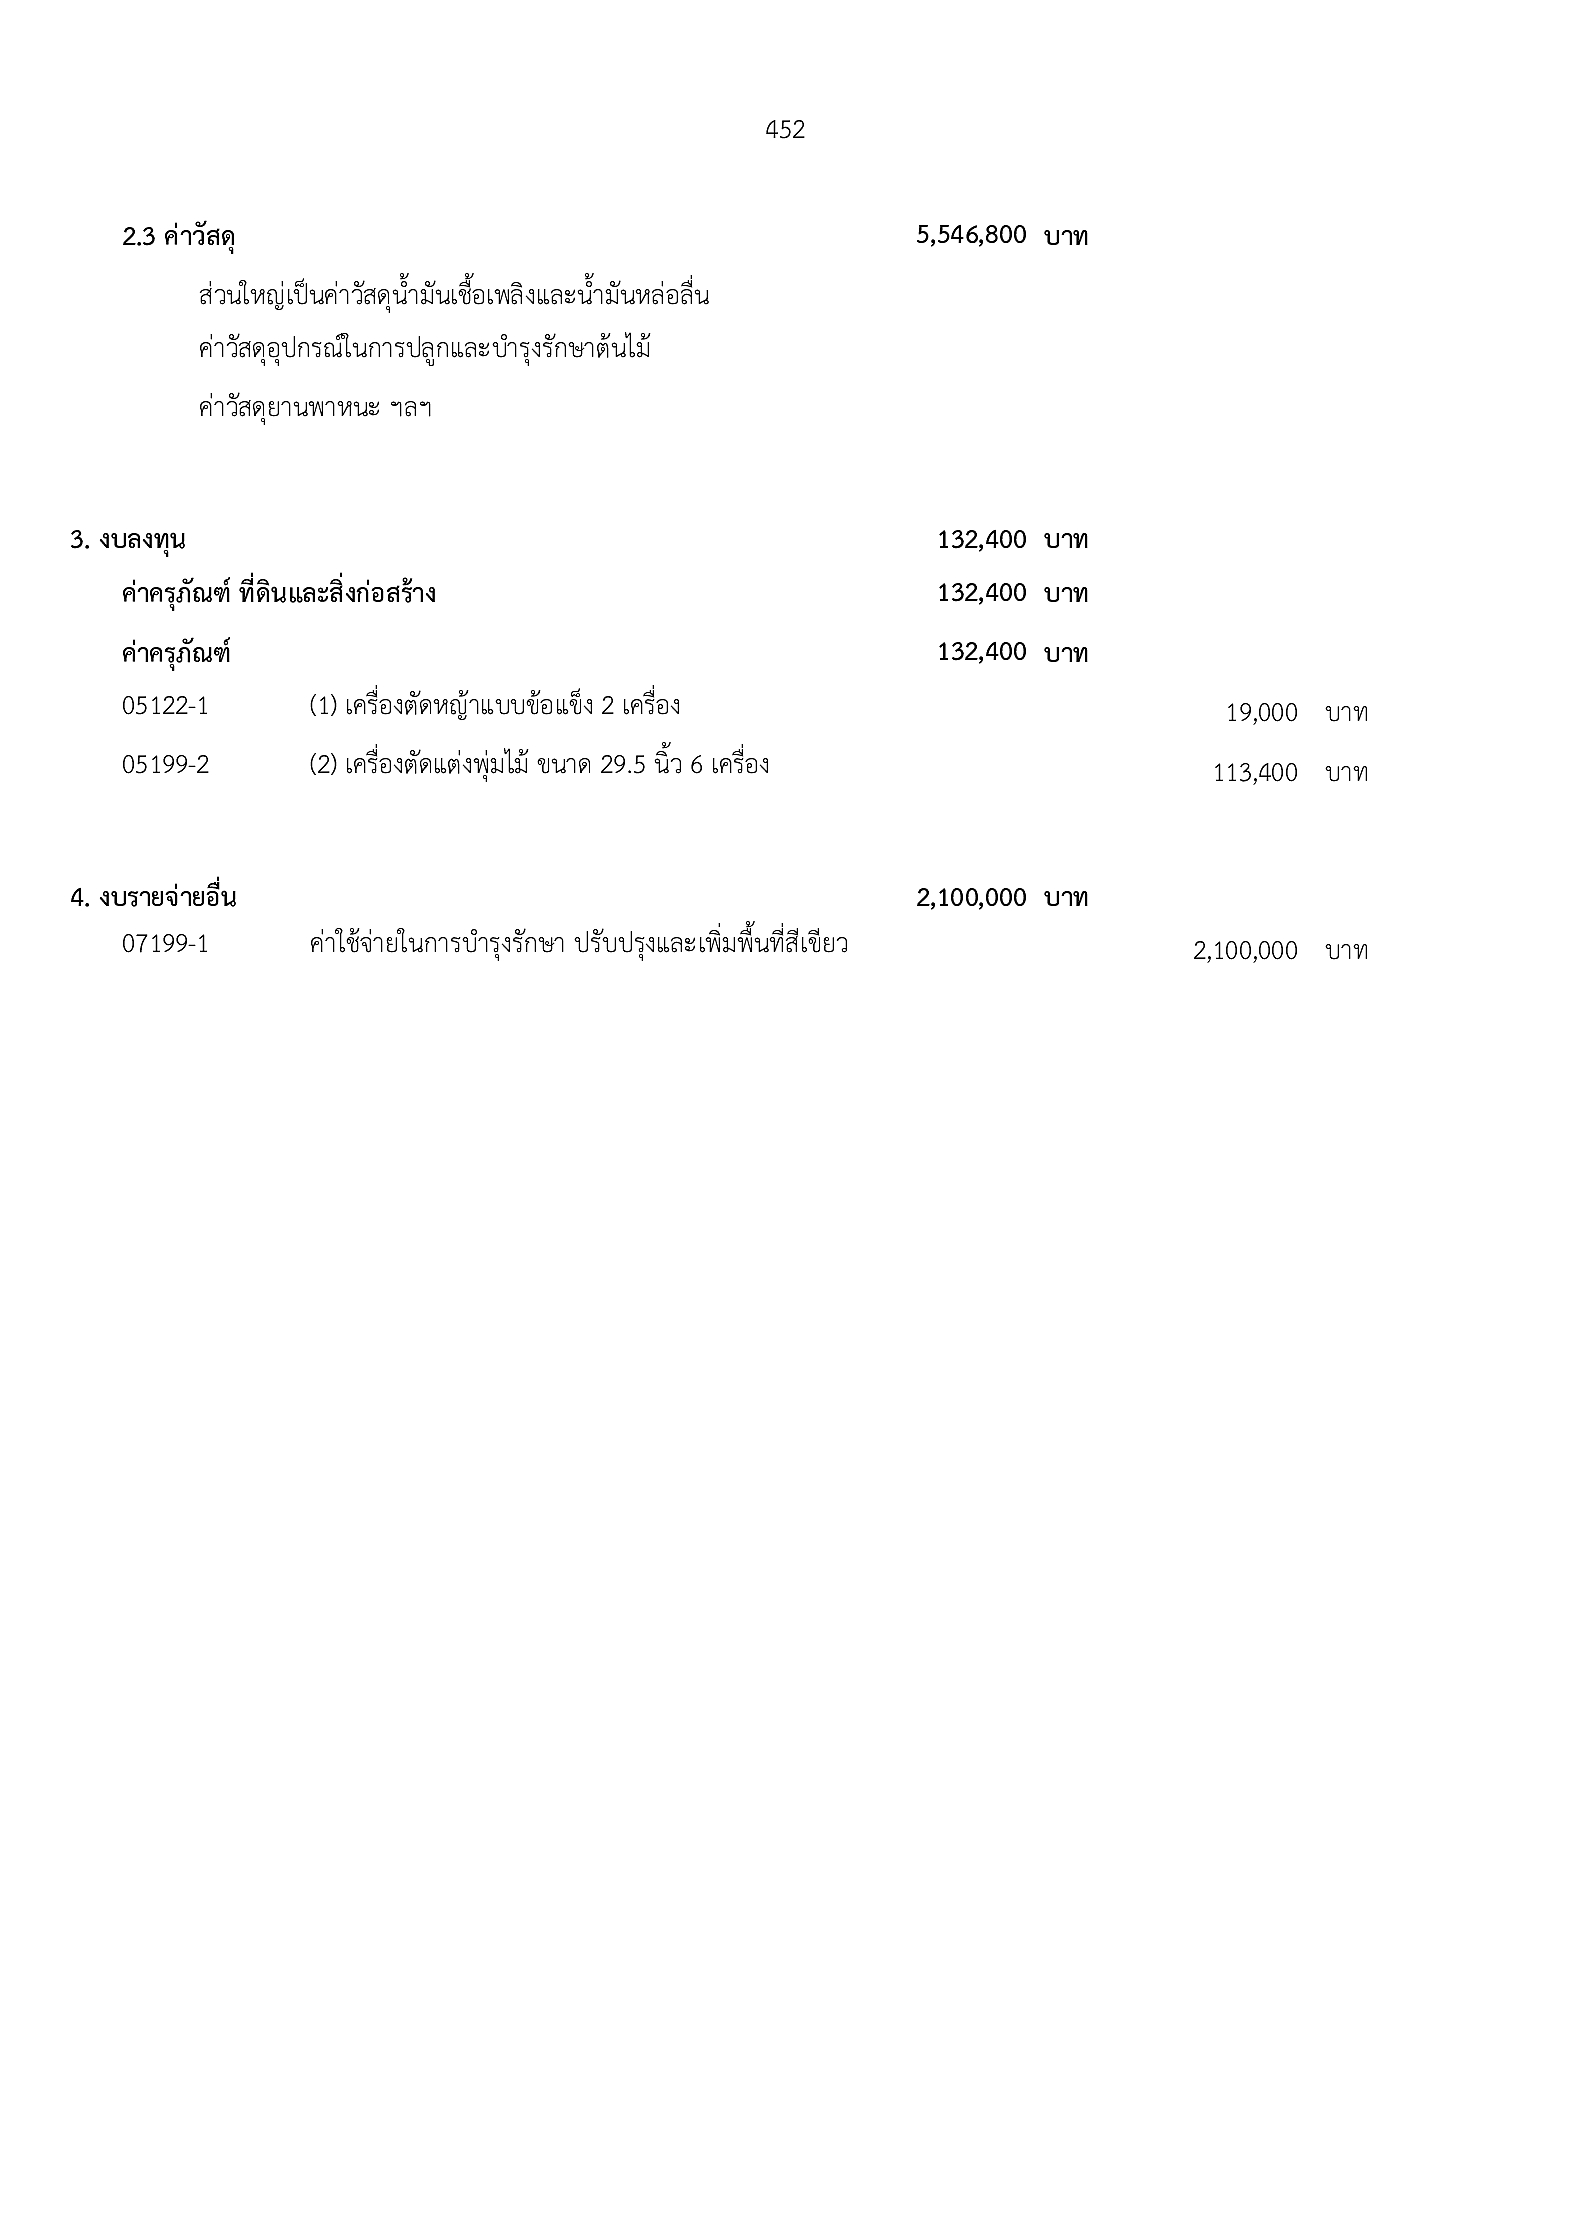 452
2.3 ค่าวัสดุ 5,546,800 บาท
ส่วนใหญ่เป็นค่าวัสดุน้ำมันเชื้อเพลิงและน้ำมันหล่อลื่น
ค่าวัสดุอุปกรณ์ในการปลูกและบำรุงรักษาต้นไม้
ค่าวัสดุยานพาหนะ ฯลฯ
3. งบลงทุน 132,400 บาท
ค่าครุภัณฑ์ ที่ดินและสิ่งก่อสร้าง 132,400 บาท
ค่าครุภัณฑ์ 132,400 บาท
05122-1 (1) เครื่องตัดหญ้าแบบข้อแข็ง 2 เครื่อง 19,000 บาท
05199-2 (2) เครื่องตัดแต่งพุ่มไม้ ขนาด 29.5 นิ้ว 6 เครื่อง 113,400 บาท
4. งบรายจ่ายอื่น 2,100,000 บาท
07199-1 ค่าใช้จ่ายในการบำรุงรักษา ปรับปรุงและเพิ่มพื้นที่สีเขียว 2,100,000 บาท